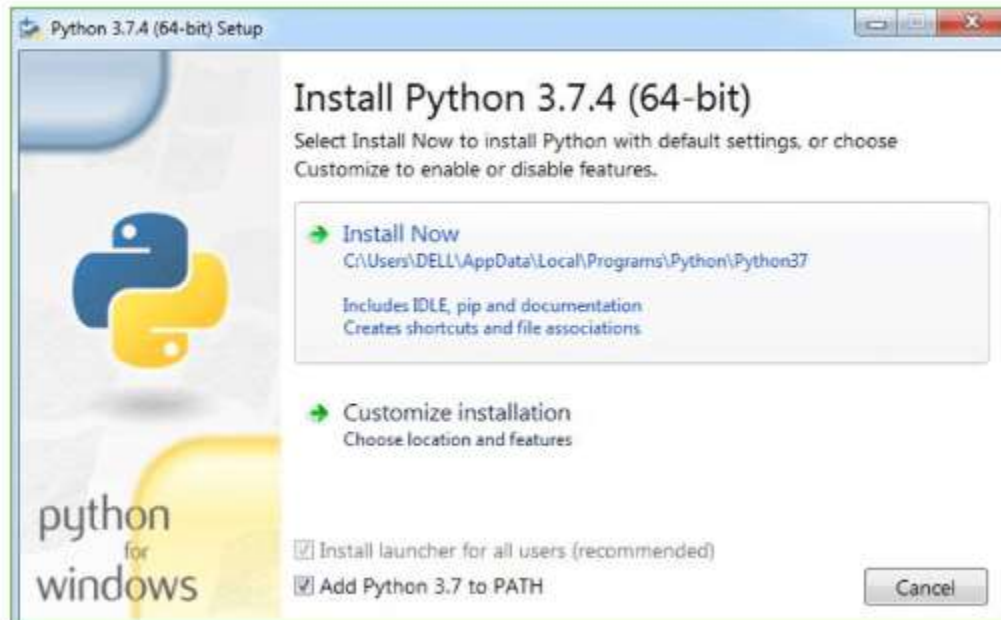 Python 3.7.4 (64-bit) Setup
Install Python 3.7.4 (64-bit)
Select Install Now to install Python with default settings, or choose
Customize to enable or disable features.
Install Now
C:\Users\DELL\AppData\Local\Programs\Python\Python37
Includes IDLE, pip and documentation
Creates shortcuts and file associations
Customize installation
Choose location and features
python
for
windows
Install launcher for all users (recommended)
Add Python 3.7 to PATH
Cancel